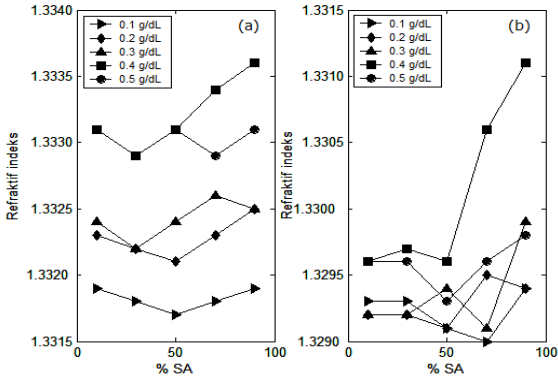 (a)
0.1 g/dL
0.2 g/dL
0.3 g/dL
0.4 g/dL
0.5 g/dL
Refraktif indeks
1.3340
1.3335
1.3330
1.3325
1.3320
1.3315
0
50
100
% SA
(b)
0.1 g/dL
0.2 g/dL
0.3 g/dL
0.4 g/dL
0.5 g/dL
Refraktif indeks
1.3315
1.3310
1.3305
1.3300
1.3295
1.3290
0
50
100
% SA